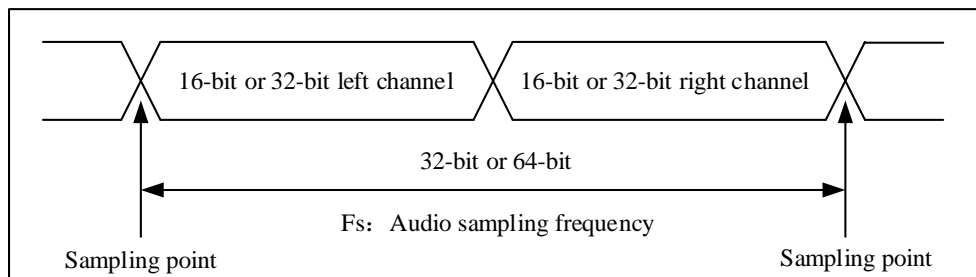 16-bit or 32-bit left channel
16-bit or 32-bit right channel
32-bit or 64-bit
Fs：Audio sampling frequency
Sampling point
Sampling point